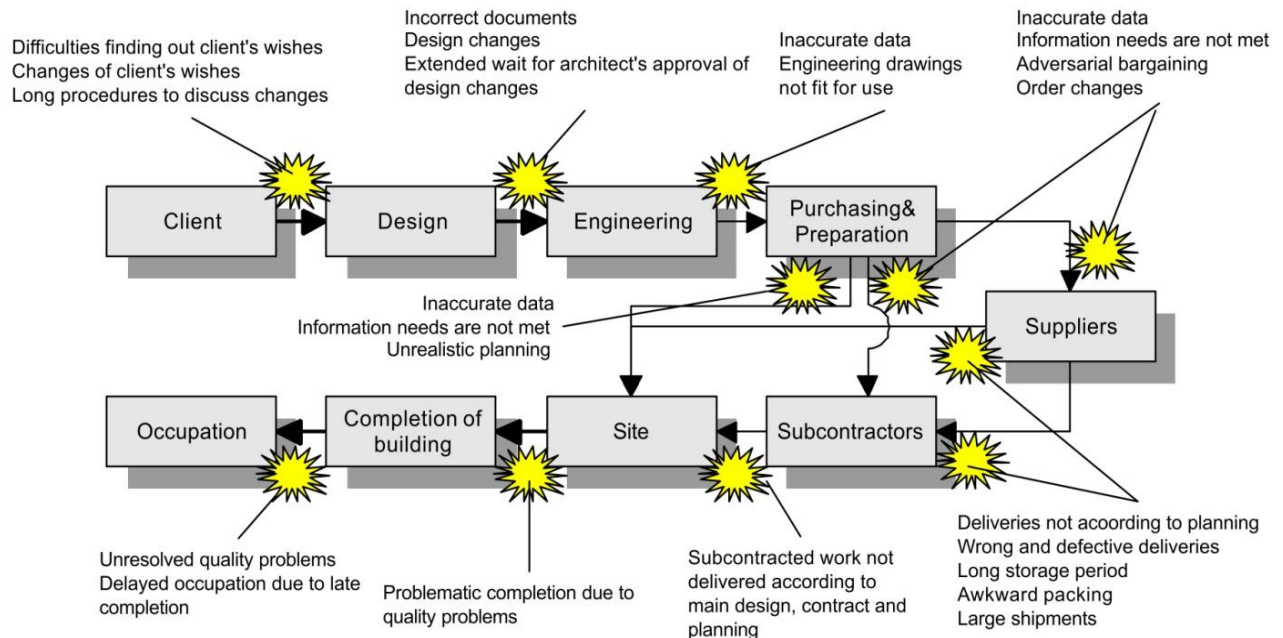 Difficulties finding out client's wishes
Changes of client's wishes
Long procedures to discuss changes
Incorrect documents
Design changes
Extended wait for architect's approval of
design changes
Inaccurate data
Engineering drawings
not fit for use
Inaccurate data
Information needs are not met
Adversarial bargaining
Order changes
Client
Design
Engineering
Purchasing&
Preparation
Inaccurate data
Information needs are not met
Unrealistic planning
Suppliers
Occupation
Completion of
building
Site
Subcontractors
Unresolved quality problems
Delayed occupation due to late
completion
Problematic completion due to
quality problems
Subcontracted work not
delivered according to
main design, contract and
planning
Deliveries not acoording to planning
Wrong and defective deliveries
Long storage period
Awkward packing
Large shipments